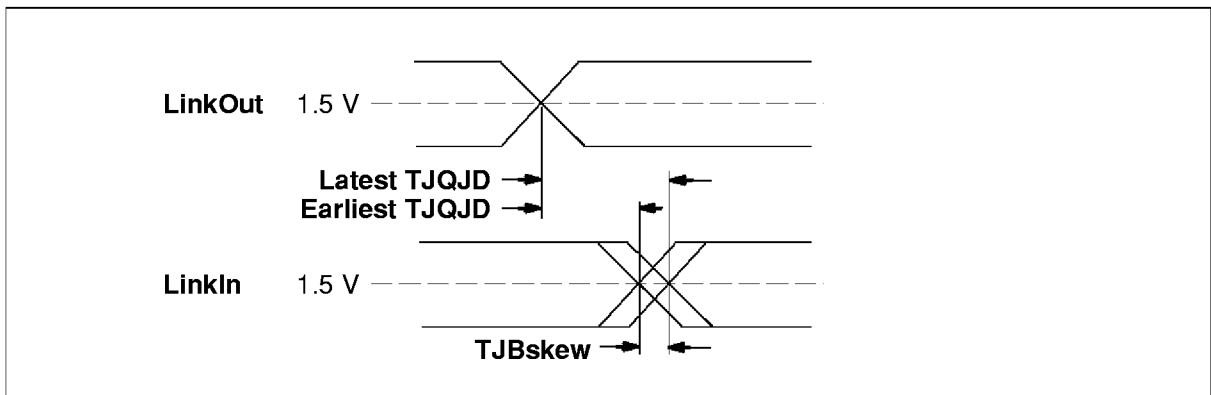 LinkOut 1.5 V
Latest TJQJD
Earliest TJQJD
LinkIn 1.5 V
TJBskew